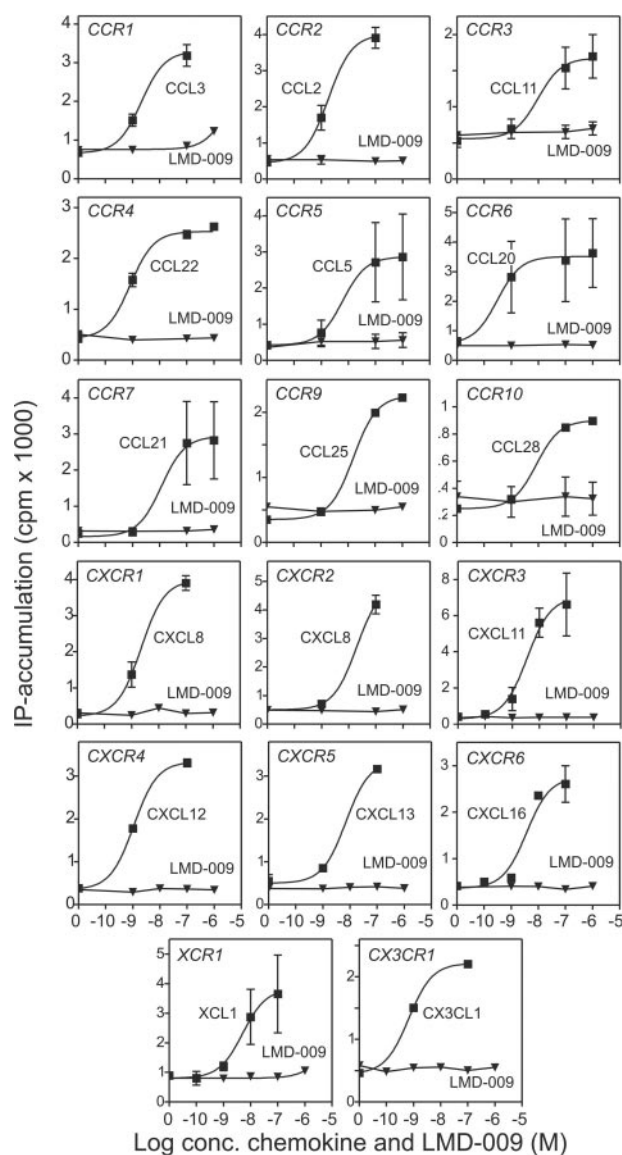 IP-accumulation (cpm x 1000)
CCR1
4
3
2
1
0
CCL3
LMD-009
CCR2
4
3
2
1
0
CCL2
LMD-009
CCR3
2
1
0
CCL11
LMD-009
CCR4
3
2
1
0
CCL22
LMD-009
CCR5
4
3
2
1
0
CCL5
LMD-009
CCR6
5
4
3
2
1
0
CCL20
LMD-009
CCR7
4
3
2
1
0
CCL21
LMD-009
CCR9
2
1
0
CCL25
LMD-009
CCR10
1
.8
.6
.4
.2
0
CCL28
LMD-009
CXCR1
4
3
2
1
0
CXCL8
LMD-009
CXCR2
5
4
3
2
1
0
CXCL8
LMD-009
CXCR3
8
6
4
2
0
CXCL11
LMD-009
CXCR4
3
2
1
0
CXCL12
LMD-009
CXCR5
3
2
1
0
CXCL13
LMD-009
CXCR6
3
2
1
0
CXCL16
LMD-009
0 -10 -9 -8 -7 -6 -5
0 -10 -9 -8 -7 -6 -5
0 -10 -9 -8 -7 -6 -5
XCR1
5
4
3
2
1
0
XCL1
LMD-009
CX3CR1
2
1
0
CX3CL1
LMD-009
0 -10 -9 -8 -7 -6 -5
0 -10 -9 -8 -7 -6 -5
Log conc. chemokine and LMD-009 (M)